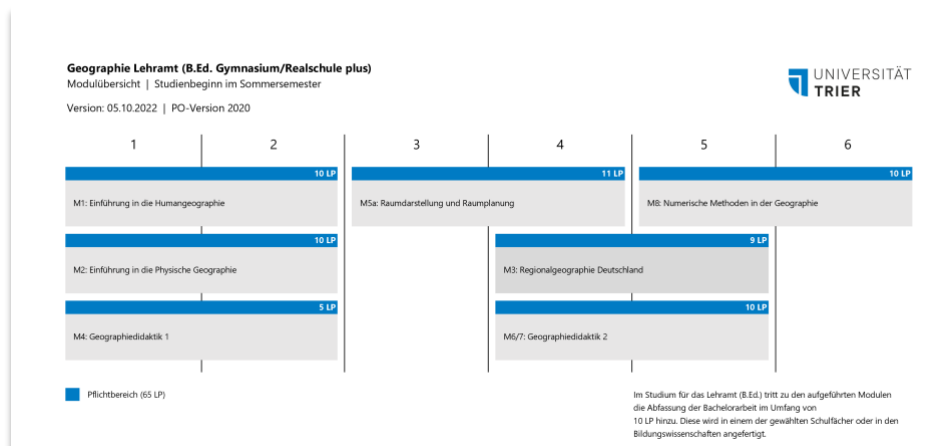 Geographie Lehramt (B.Ed. Gymnasium/Realschule plus)
Modulübersicht | Studienbeginn im Sommersemester
Version: 05.10.2022 | PO-Version 2020
UNIVERSITÄT
TRIER
1 2 3 4 5 6
10 LP 11 LP 10 LP
M1: Einführung in die Humangeographie M5a: Raumdarstellung und Raumplanung M8: Numerische Methoden in der Geographie
10 LP 9 LP
M2: Einführung in die Physische Geographie M3: Regionalgeographie Deutschland
5 LP 10 LP
M4: Geographiedidaktik 1 M6/7: Geographiedidaktik 2
Pflichtbereich (65 LP)
Im Studium für das Lehramt (B.Ed.) tritt zu den aufgeführten Modulen
die Abfassung der Bachelorarbeit im Umfang von
10 LP hinzu. Diese wird in einem der gewählten Schulfächer oder in den
Bildungswissenschaften angefertigt.